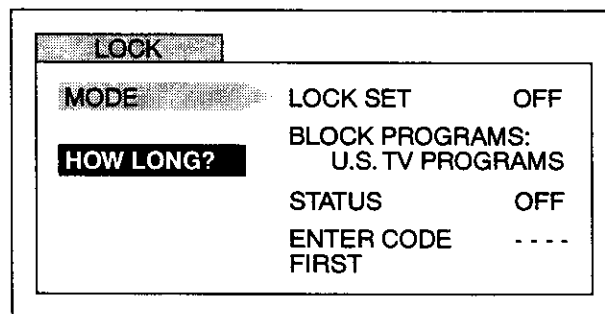 LOCK
MODE
LOCK SET OFF
BLOCK PROGRAMS:
U.S. TV PROGRAMS
HOW LONG?
STATUS OFF
ENTER CODE - - - -
FIRST